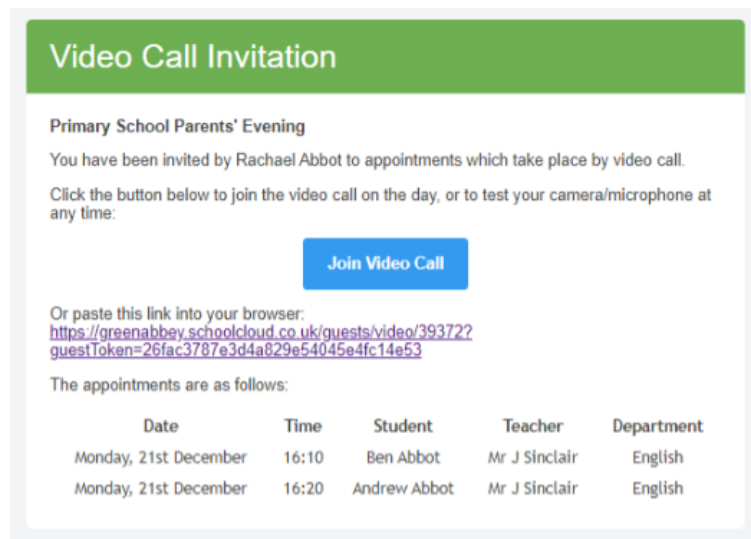 Video Call Invitation
Primary School Parents' Evening
You have been invited by Rachael Abbot to appointments which take place by video call.
Click the button below to join the video call on the day, or to test your camera/microphone at
any time:
Join Video Call
Or paste this link into your browser:
https://greenabbey.schoolcloud.co.uk/guests/video/39372?
guestToken=26fac3787e3d4a829e54045e4fc14e53
The appointments are as follows:
Date Time Student Teacher Department
Monday, 21st December 16:10 Ben Abbot Mr J Sinclair English
Monday, 21st December 16:20 Andrew Abbot Mr J Sinclair English